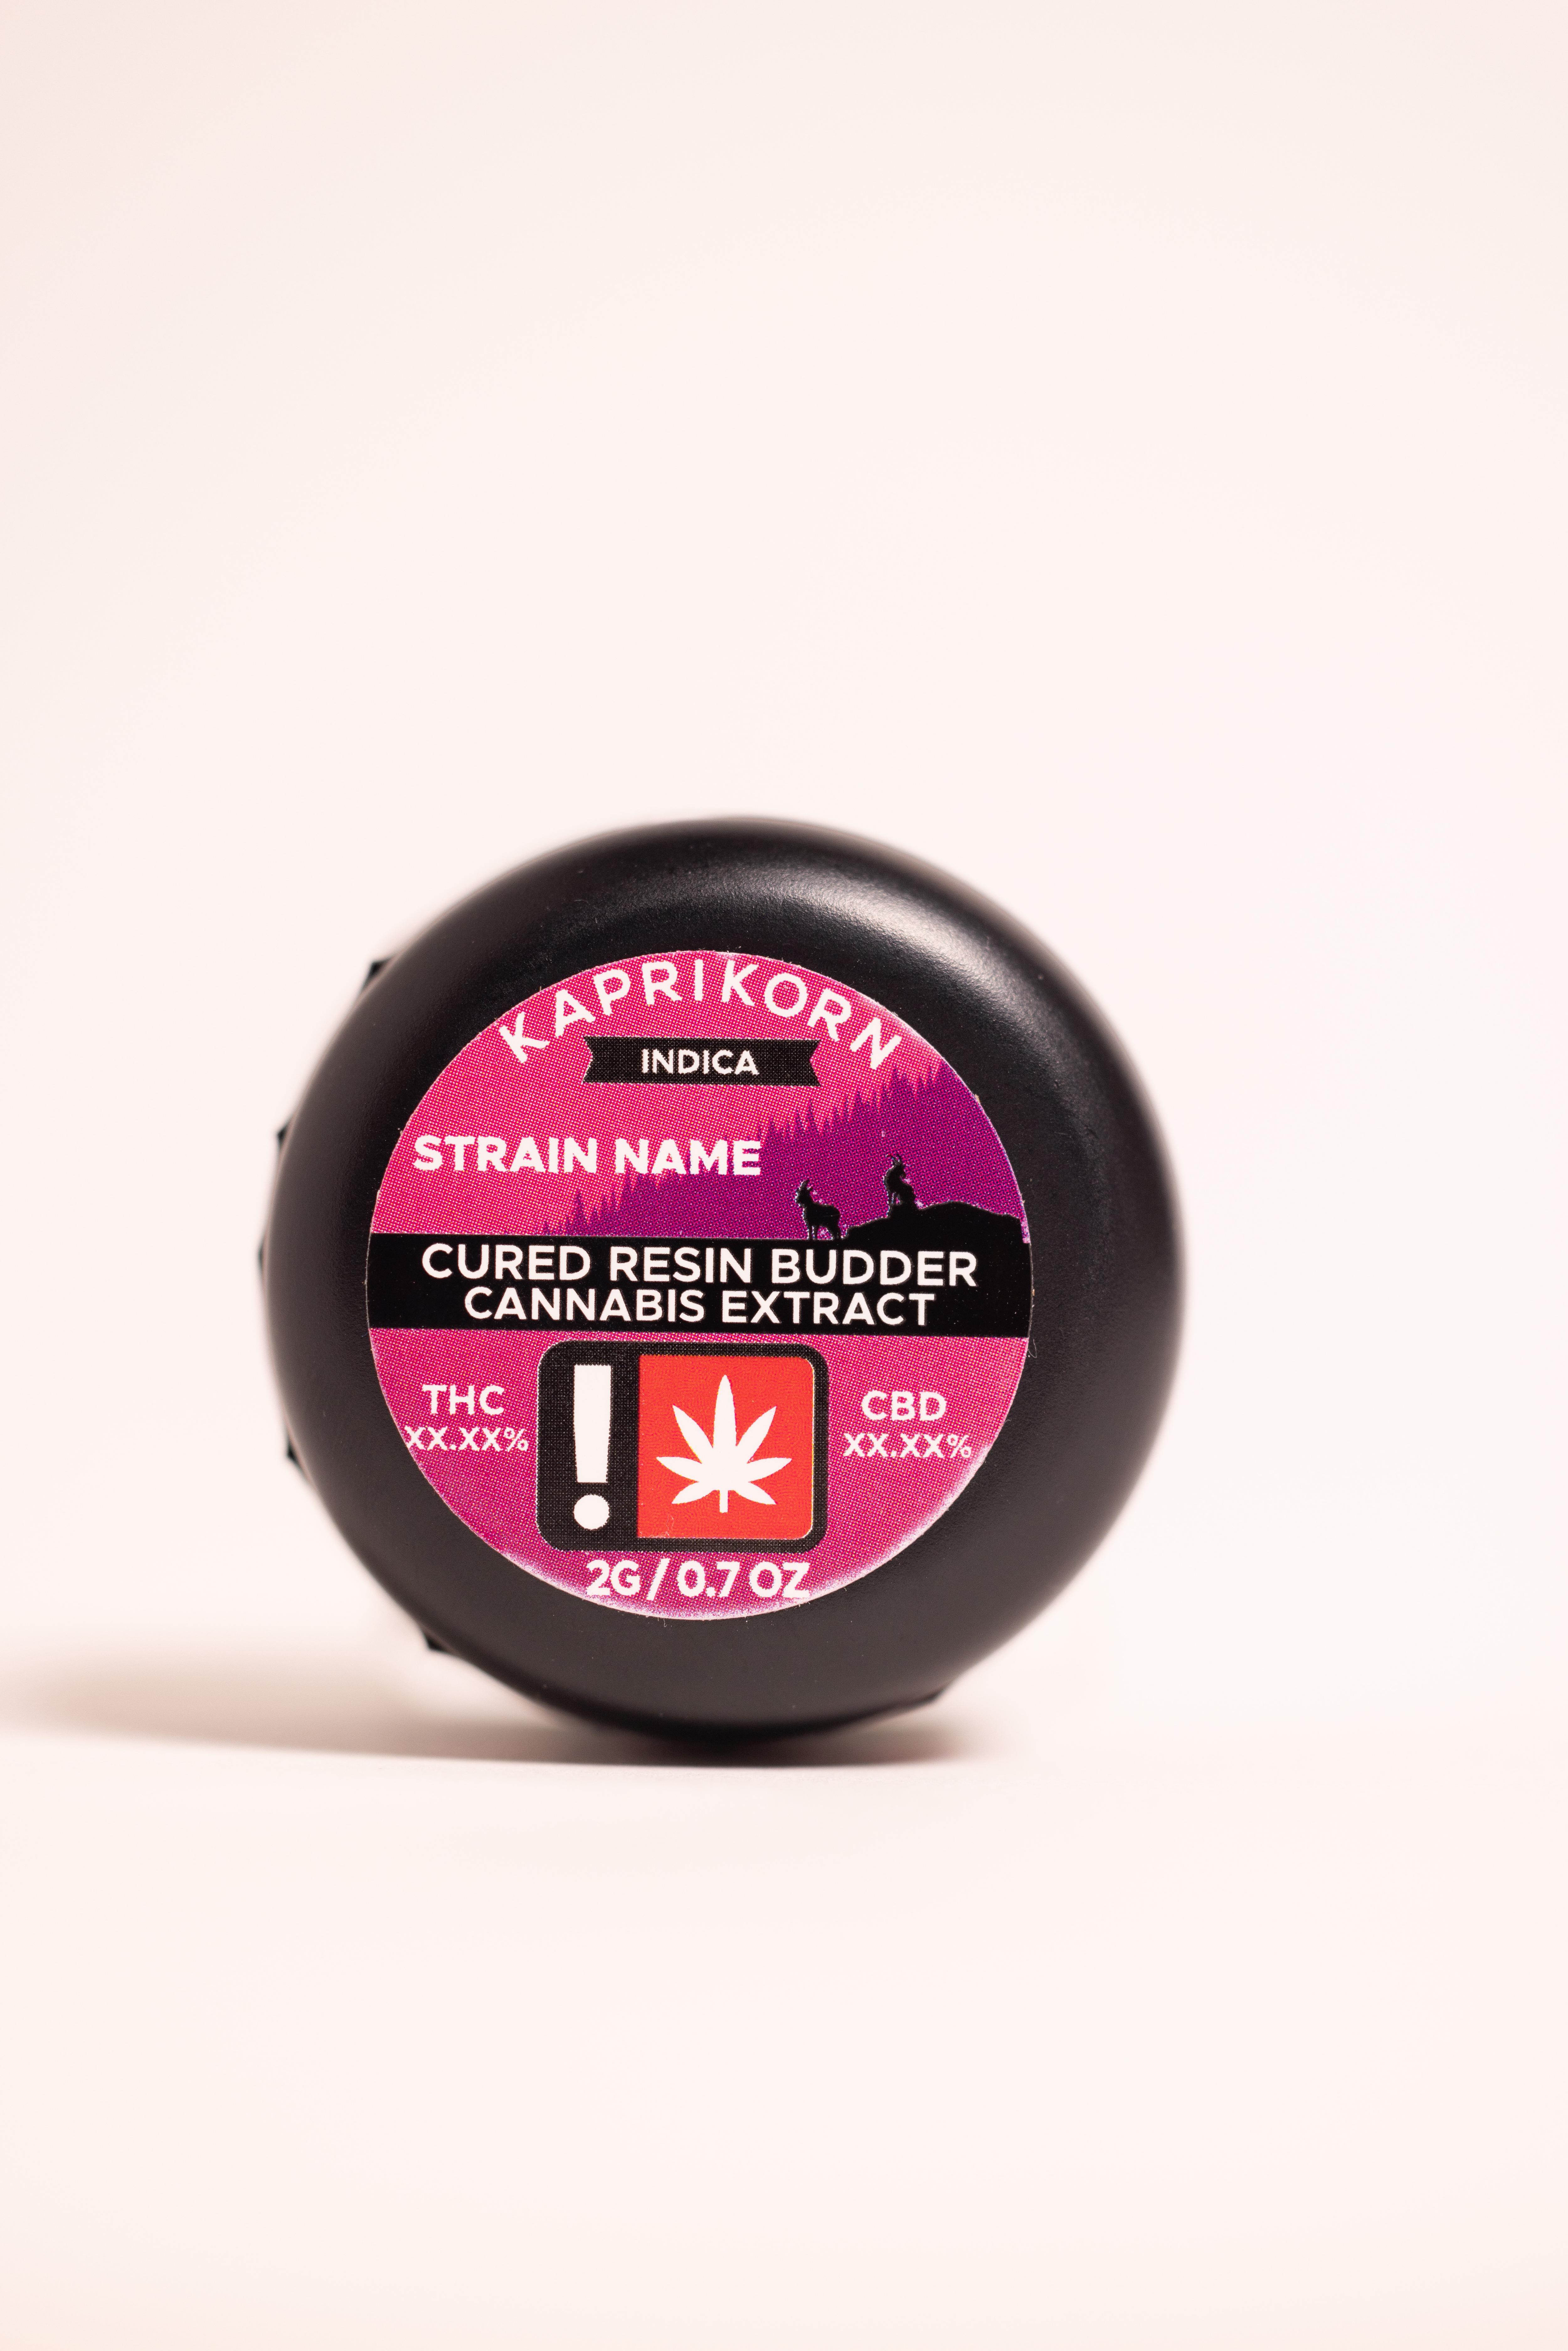 KAPRIKORN
INDICA
STRAIN NAME
CURED RESIN BUDDER
CANNABIS EXTRACT
THC
XX.XX%
!
CBD
XX.XX%
2G / 0.7 OZ